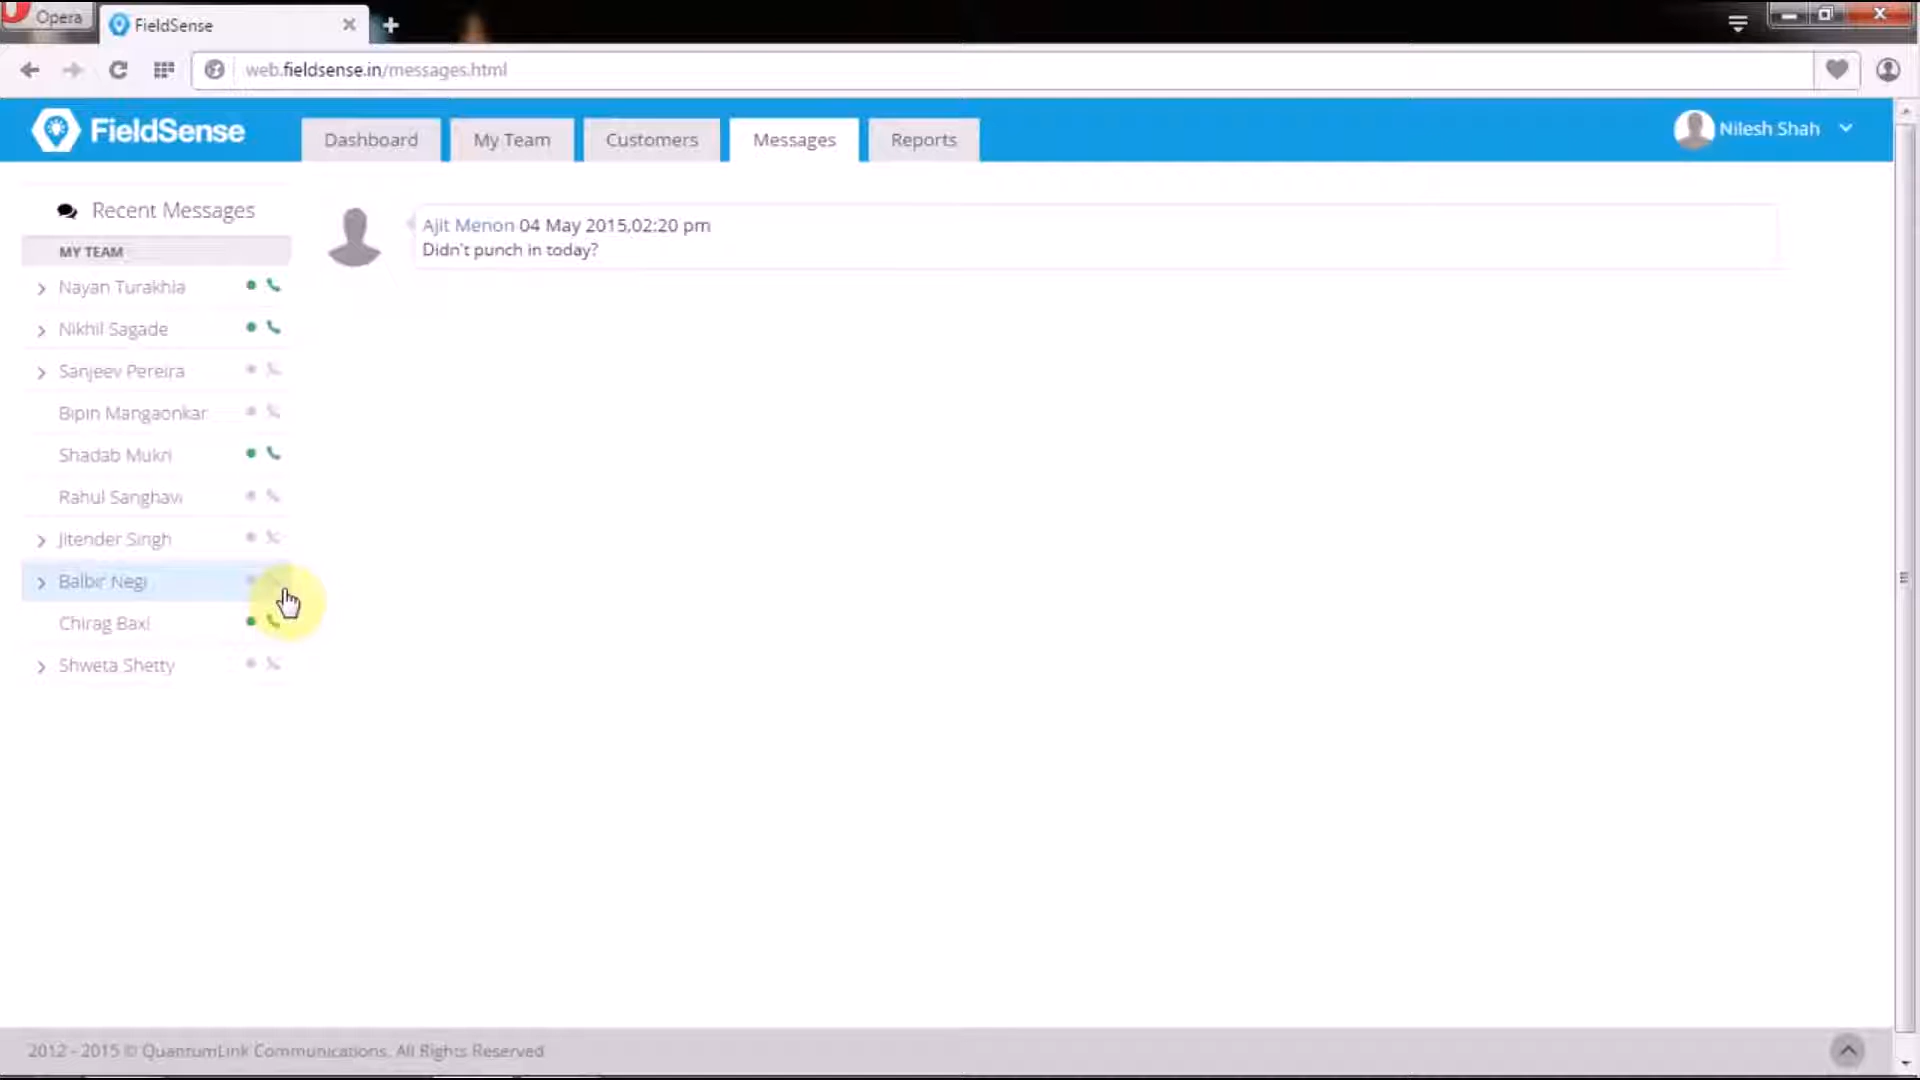 Opera
FieldSense
web.fieldsense.in/messages.html
FieldSense
Dashboard
My Team
Customers
Messages
Reports
Nilesh Shah
Recent Messages
MY TEAM
Nayan Turakhia
Nikhil Sagade
Sanjeev Pereira
Bipin Mangaonkar
Shadab Mukri
Rahul Sanghavi
Jitender Singh
Balbir Negi
Chirag Baxi
Shweta Shetty
Ajit Menon 04 May 2015,02:20 pm
Didn't punch in today?
2012 - 2015 © QuantumLink Communications. All Rights Reserved